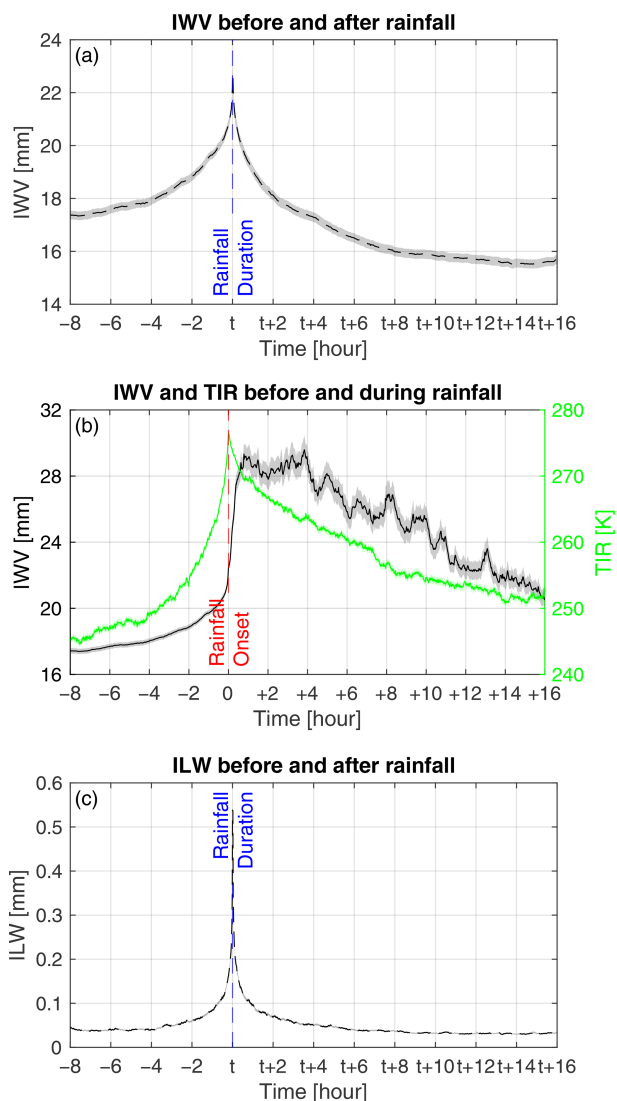 IWV before and after rainfall
(a)
24
22
20
18
16
14
IWV [mm]
Rainfall
Duration
−8 −6 −4 −2 t t+2 t+4 t+6 t+8 t+10 t+12 t+14 t+16
Time [hour]
IWV and TIR before and during rainfall
(b)
32
28
24
20
16
IWV [mm]
280
270
260
250
240
TIR [K]
Rainfall
Onset
−8 −6 −4 −2 0 +2 +4 +6 +8 +10 +12 +14 +16
Time [hour]
ILW before and after rainfall
(c)
0.6
0.5
0.4
0.3
0.2
0.1
0
ILW [mm]
Rainfall
Duration
−8 −6 −4 −2 t t+2 t+4 t+6 t+8 t+10 t+12 t+14 t+16
Time [hour]